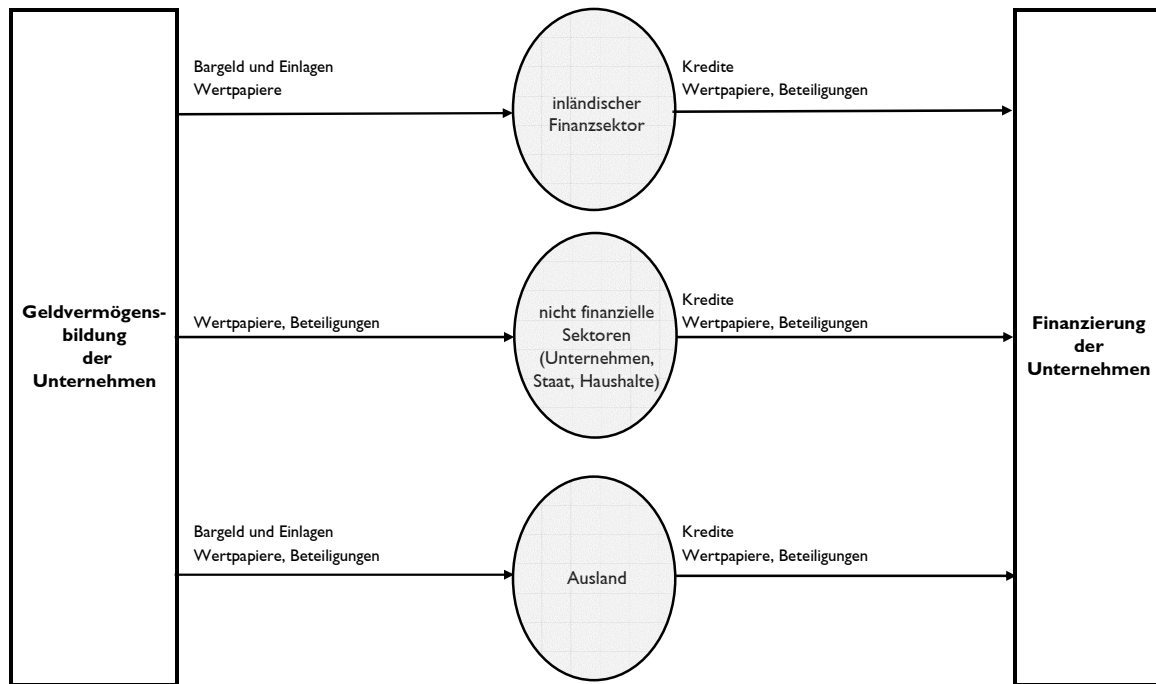 Bargeld und Einlagen
Wertpapiere
inländischer
Finanzsektor
Kredite
Wertpapiere, Beteiligungen
Geldvermögens-
bildung
der
Unternehmen
Wertpapiere, Beteiligungen
nicht finanzielle
Sektoren
(Unternehmen,
Staat, Haushalte)
Kredite
Wertpapiere, Beteiligungen
Finanzierung
der
Unternehmen
Bargeld und Einlagen
Wertpapiere, Beteiligungen
Ausland
Kredite
Wertpapiere, Beteiligungen